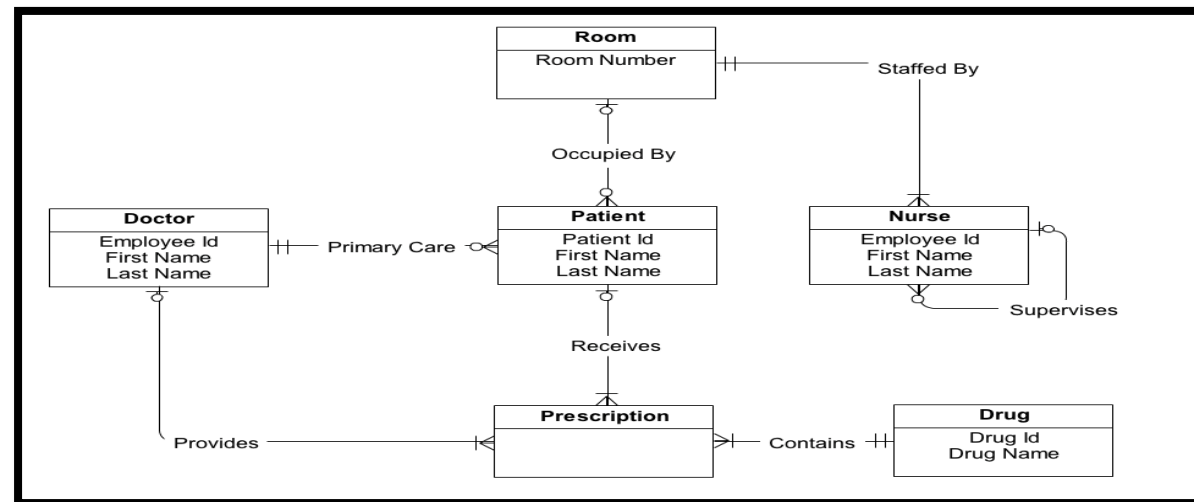 Room
Room Number
Staffed By
Occupied By
Doctor
Employee Id
First Name
Last Name
Primary Care
Patient
Patient Id
First Name
Last Name
Nurse
Employee Id
First Name
Last Name
Supervises
Receives
Provides
Prescription
Contains
Drug
Drug Id
Drug Name